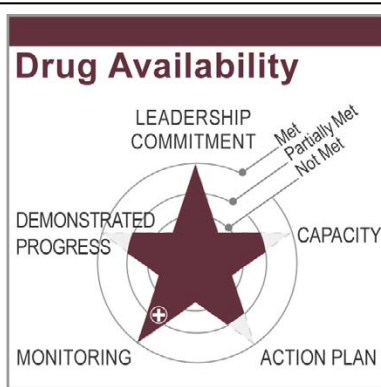 Drug Availability
LEADERSHIP
COMMITMENT
Met
Partially Met
Not Met
DEMONSTRATED
PROGRESS
CAPACITY
MONITORING
ACTION PLAN